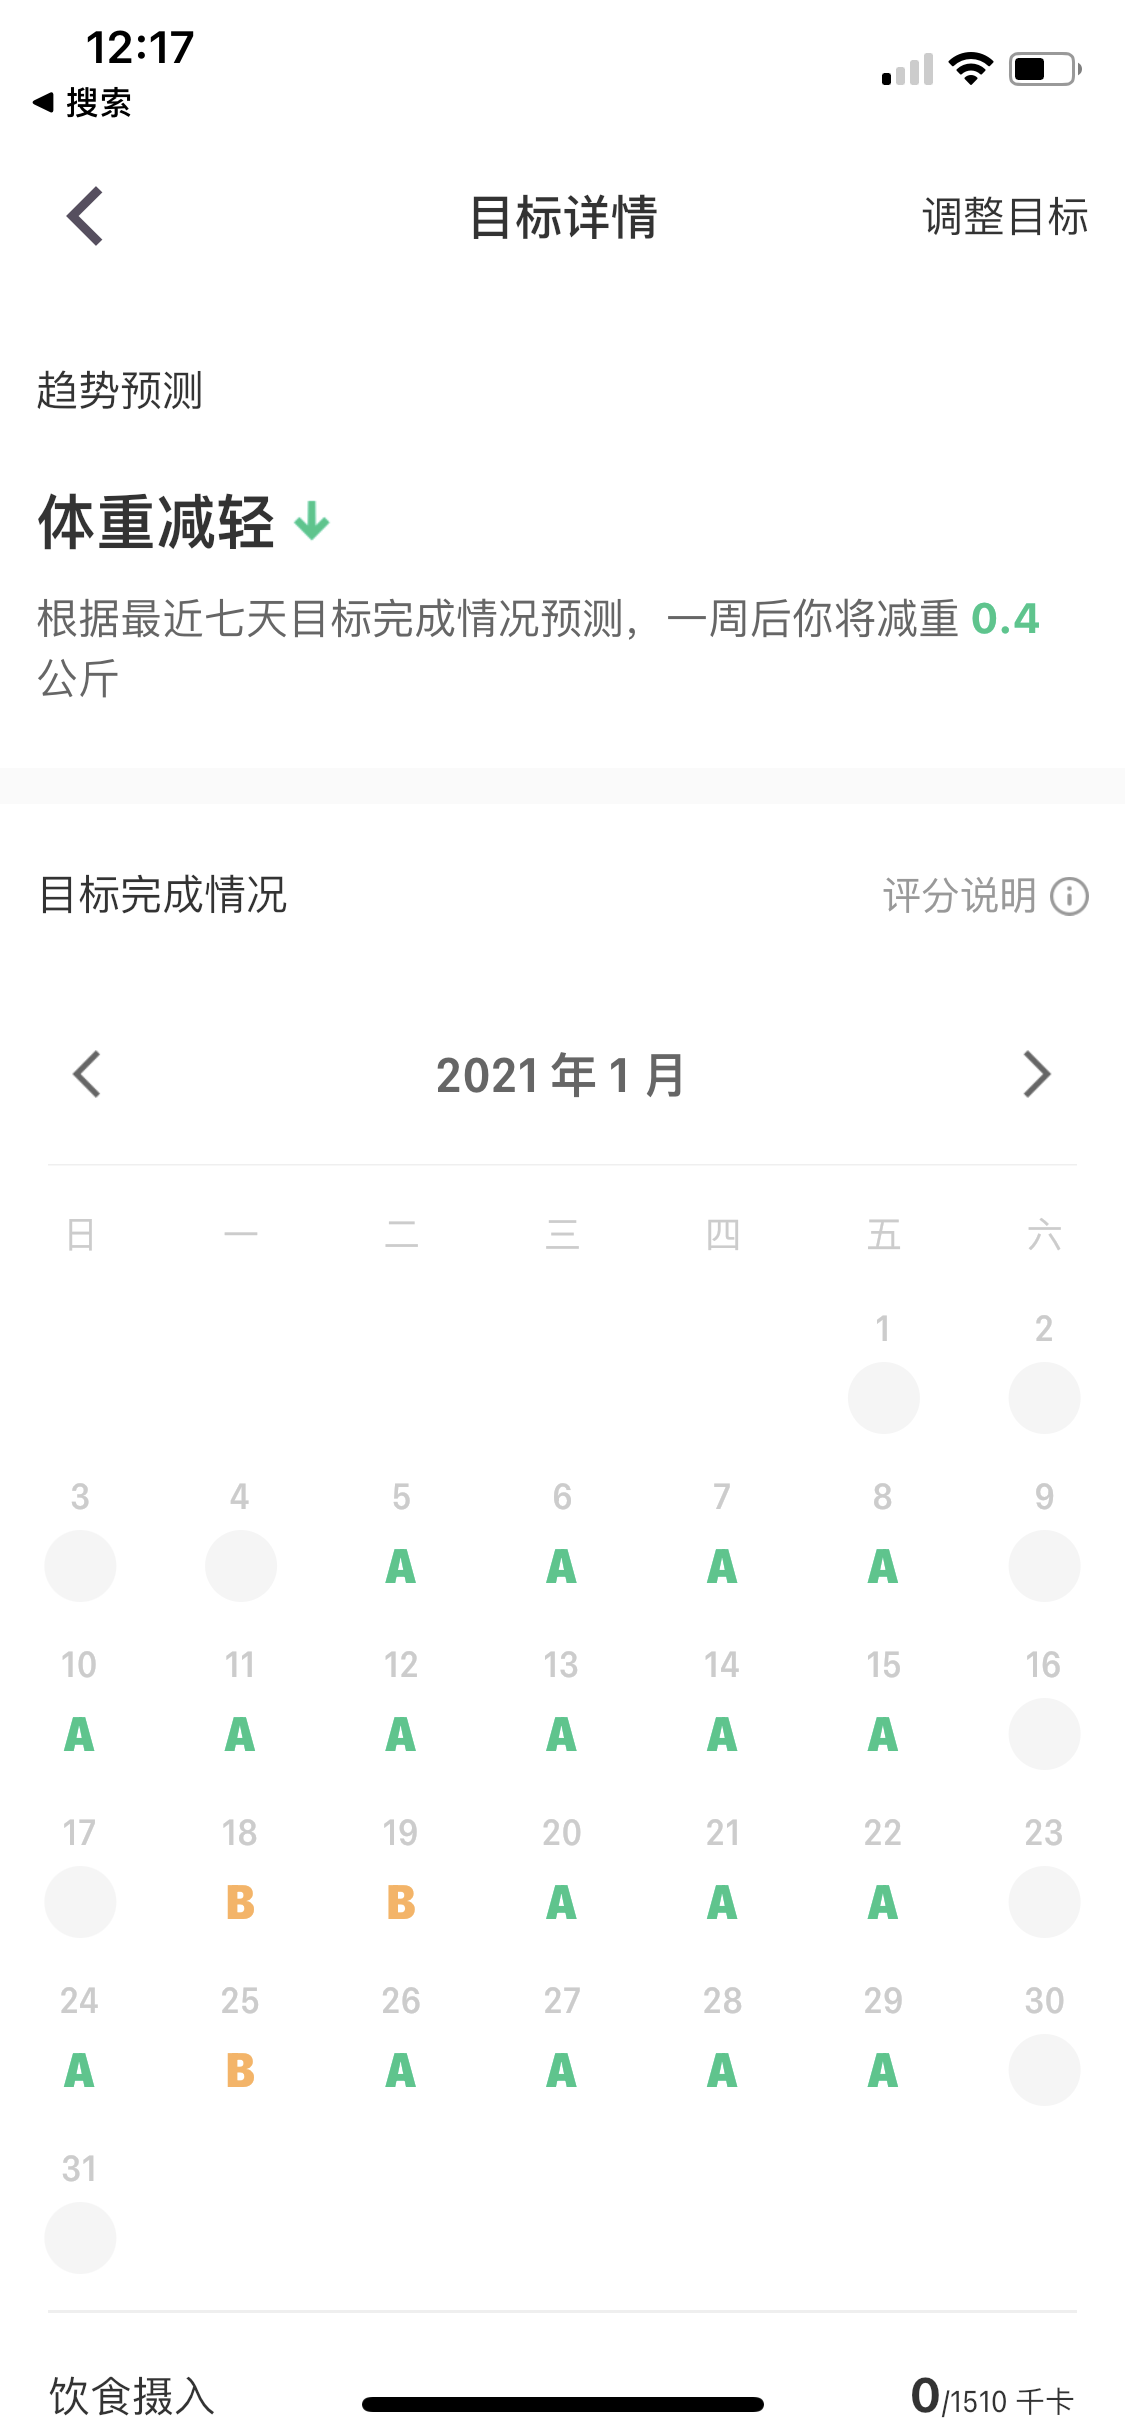 12:17
搜索
目标详情
调整目标
趋势预测
体重减轻
根据最近七天目标完成情况预测，一周后你将减重 0.4
公斤
目标完成情况
评分说明
2021 年 1 月
日 一 二 三 四 五 六
1 2
3 4 5 6 7 8 9
A A A A
10 11 12 13 14 15 16
A A A A A A
17 18 19 20 21 22 23
B B A A A
24 25 26 27 28 29 30
A B A A A A
31
饮食摄入
0/1510 千卡